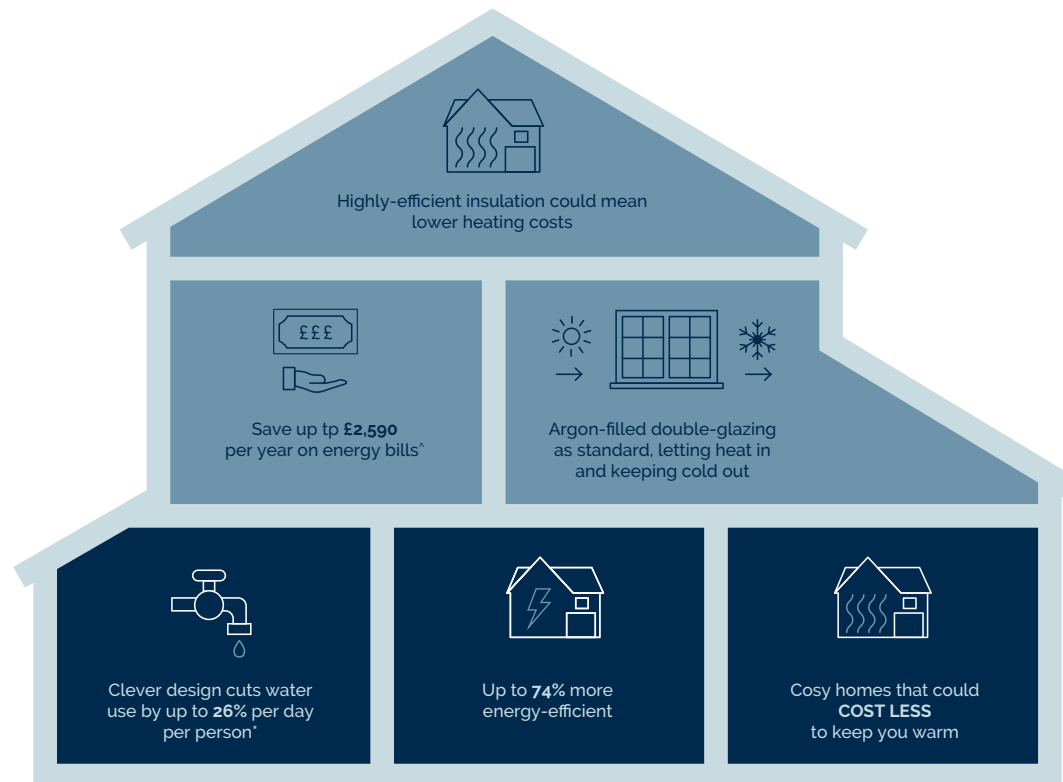 Highly-efficient insulation could mean
lower heating costs
£££
Save up tp £2,590
per year on energy bills^
Argon-filled double-glazing
as standard, letting heat in
and keeping cold out
Clever design cuts water
use by up to 26% per day
per person*
Up to 74% more
energy-efficient
Cosy homes that could
COST LESS
to keep you warm